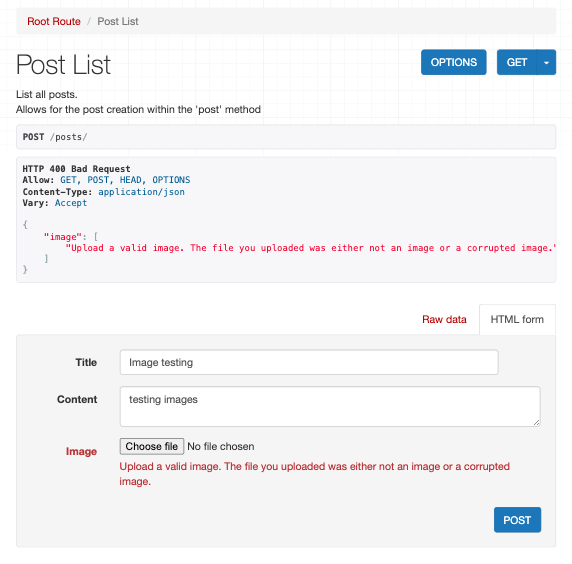 Root Route / Post List
Post List
OPTIONS
GET
List all posts.
Allows for the post creation within the 'post' method
POST /posts/
HTTP 400 Bad Request
Allow: GET, POST, HEAD, OPTIONS
Content-Type: application/json
Vary: Accept
{
"image": [
"Upload a valid image. The file you uploaded was either not an image or a corrupted image."
]
}
Raw data
HTML form
Title
Image testing
Content
testing images
Image
Choose file No file chosen
Upload a valid image. The file you uploaded was either not an image or a corrupted
image.
POST